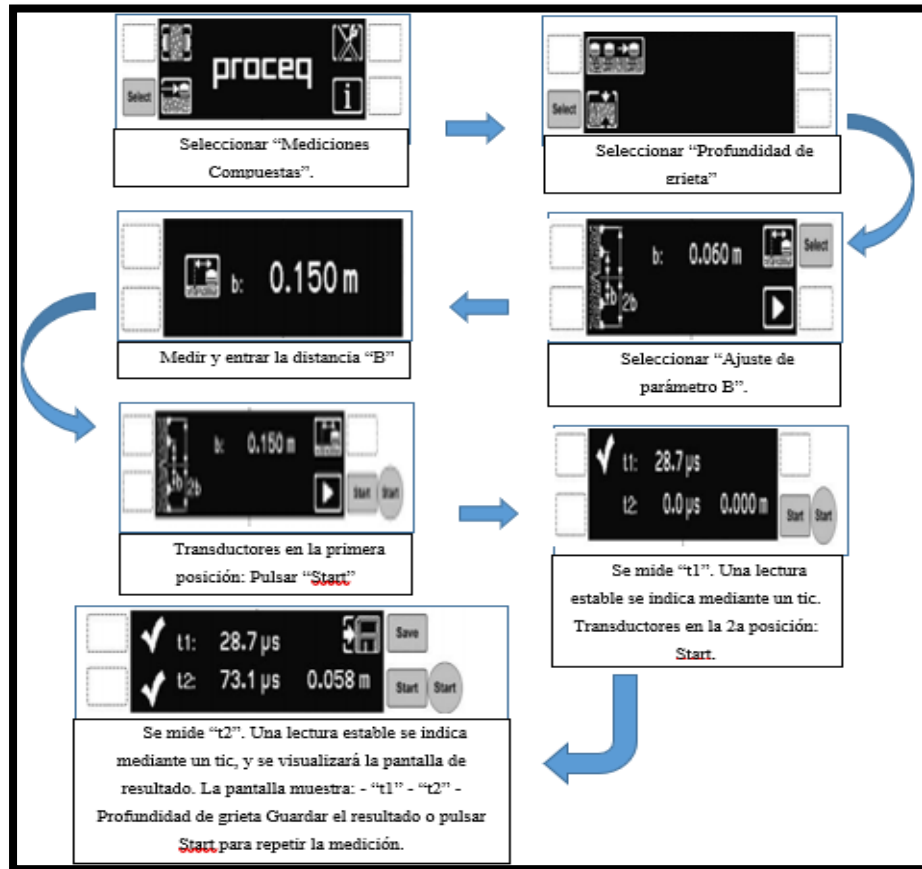 Select
proceq
i
Seleccionar “Mediciones
Compuestas”.
Select
Seleccionar “Profundidad de
grieta”
b
2b
b: 0.060 m
Select
Seleccionar “Ajuste de
parámetro B”.
b: 0.150 m
Medir y entrar la distancia “B”
b
2b
b: 0.150 m
Start Start
Transductores en la primera
posición: Pulsar “Start”
t1: 28.7 µs
t2: 0.0 µs 0.000 m
Start Start
Se mide “t1”. Una lectura
estable se indica mediante un tic.
Transductores en la 2a posición:
Start.
t1: 28.7 µs
Save
t2: 73.1 µs 0.058 m
Start Start
Se mide “t2”. Una lectura estable se indica
mediante un tic, y se visualizará la pantalla de
resultado. La pantalla muestra: - “t1” - “t2” -
Profundidad de grieta Guardar el resultado o pulsar
Start para repetir la medición.